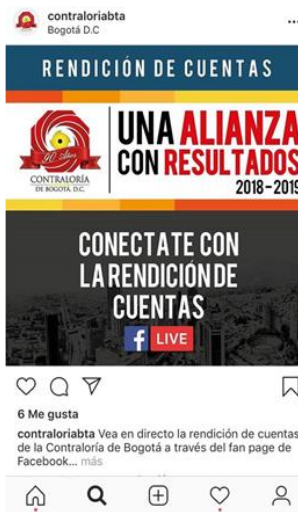 contraloriabta
Bogotá D.C
RENDICIÓN DE CUENTAS
90 Años
CONTRALORÍA
DE BOGOTÁ, D.C.
UNA ALIANZA
CON RESULTADOS
2018-2019
CONECTATE CON
LA RENDICIÓN DE
CUENTAS
f LIVE
6 Me gusta
contraloriabta Vea en directo la rendición de cuentas
de la Contraloría de Bogotá a través del fan page de
Facebook... más